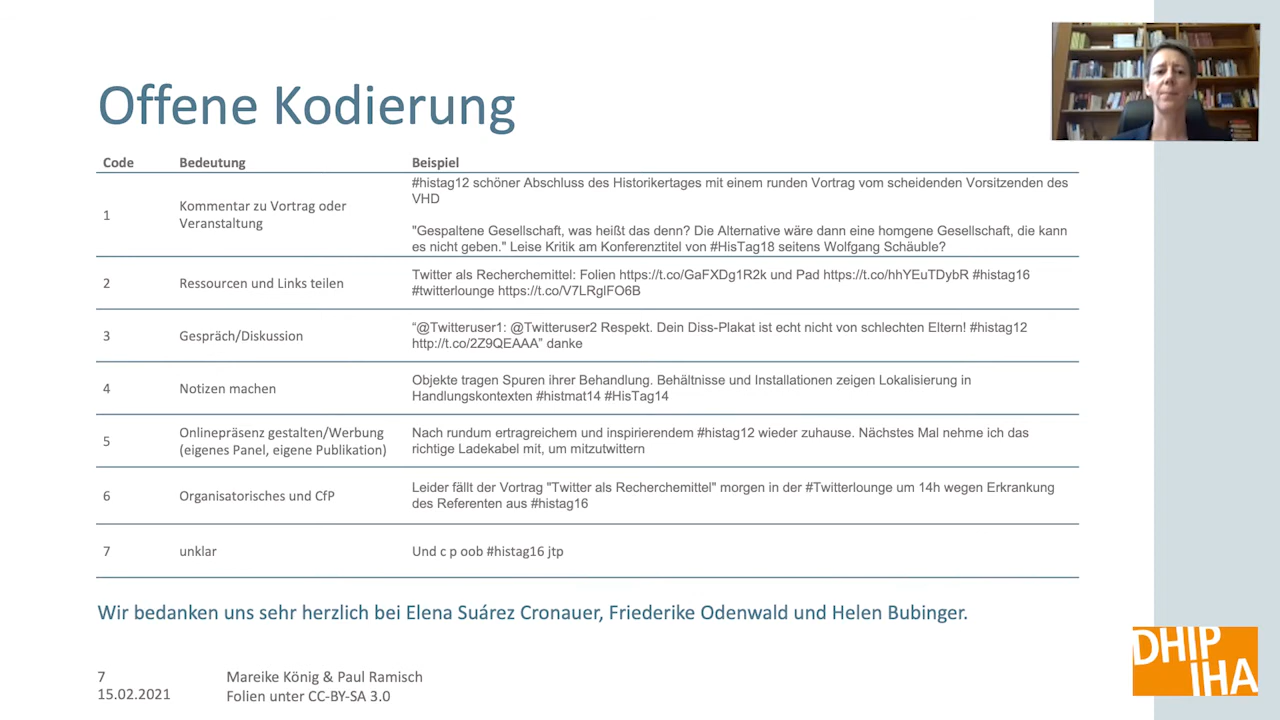 Offene Kodierung
Code Bedeutung Beispiel
1 Kommentar zu Vortrag oder Veranstaltung
#histag12 schöner Abschluss des Historikertages mit einem runden Vortrag vom scheidenden Vorsitzenden des
VHD
"Gespaltene Gesellschaft, was heißt das denn? Die Alternative wäre dann eine homgene Gesellschaft, die kann
es nicht geben." Leise Kritik am Konferenztitel von #HisTag18 seitens Wolfgang Schäuble?
2 Ressourcen und Links teilen
Twitter als Recherchemittel: Folien https://t.co/GaFXDg1R2k und Pad https://t.co/hhYEuTDybR #histag16
#twitterlounge https://t.co/V7LRglFO6B
3 Gespräch/Diskussion
“@Twitteruser1: @Twitteruser2 Respekt. Dein Diss-Plakat ist echt nicht von schlechten Eltern! #histag12
http://t.co/2Z9QEAAA” danke
4 Notizen machen
Objekte tragen Spuren ihrer Behandlung. Behältnisse und Installationen zeigen Lokalisierung in
Handlungskontexten #histmat14 #HisTag14
5 Onlinepräsenz gestalten/Werbung
(eigenes Panel, eigene Publikation)
Nach rundum ertragreichem und inspirierendem #histag12 wieder zuhause. Nächstes Mal nehme ich das
richtige Ladekabel mit, um mitzutwittern
6 Organisatorisches und CfP
Leider fällt der Vortrag "Twitter als Recherchemittel" morgen in der #Twitterlounge um 14h wegen Erkrankung
des Referenten aus #histag16
7 unklar
Und c p oob #histag16 jtp
Wir bedanken uns sehr herzlich bei Elena Suárez Cronauer, Friederike Odenwald und Helen Bubinger.
7 Mareike König & Paul Ramisch
15.02.2021 Folien unter CC-BY-SA 3.0
DHIP
IHA